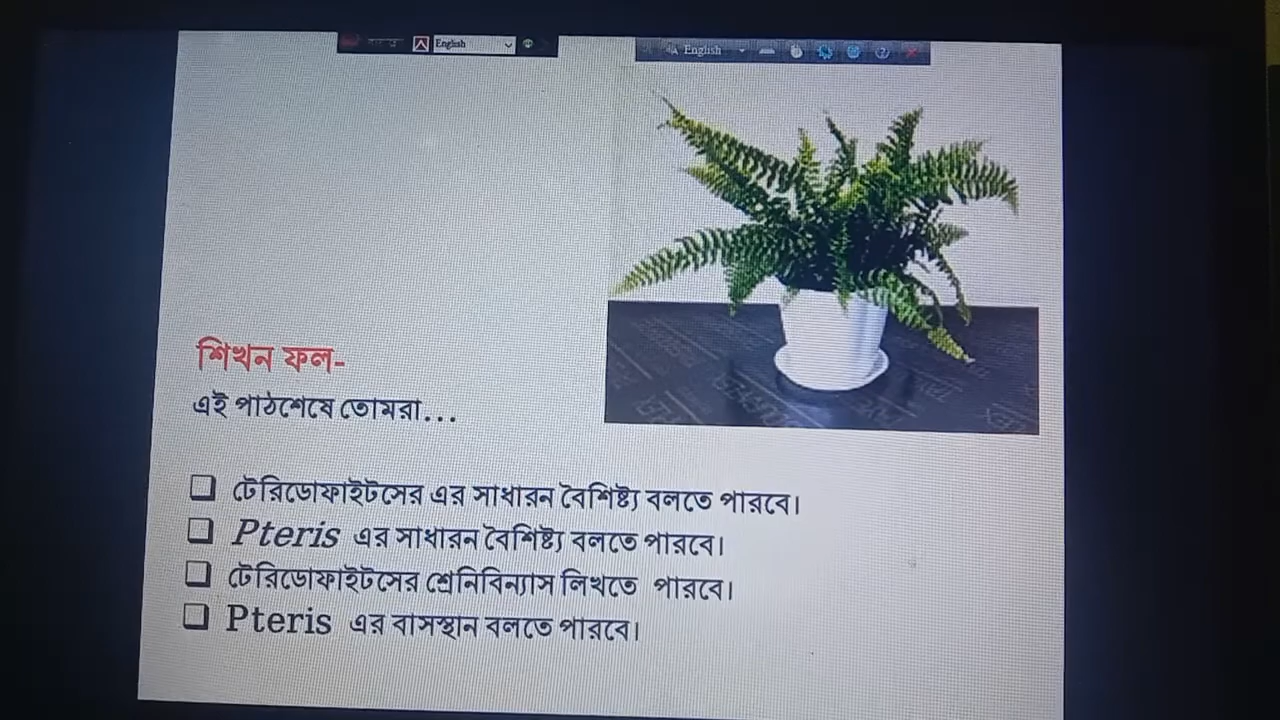 English
English
শিখন ফল-
এই পাঠশেষে তোমরা...
❑ টেরিডোফাইটসের এর সাধারন বৈশিষ্ট্য বলতে পারবে।
❑ Pteris এর সাধারন বৈশিষ্ট্য বলতে পারবে।
❑ টেরিডোফাইটসের শ্রেনিবিন্যাস লিখতে পারবে।
❑ Pteris এর বাসস্থান বলতে পারবে।